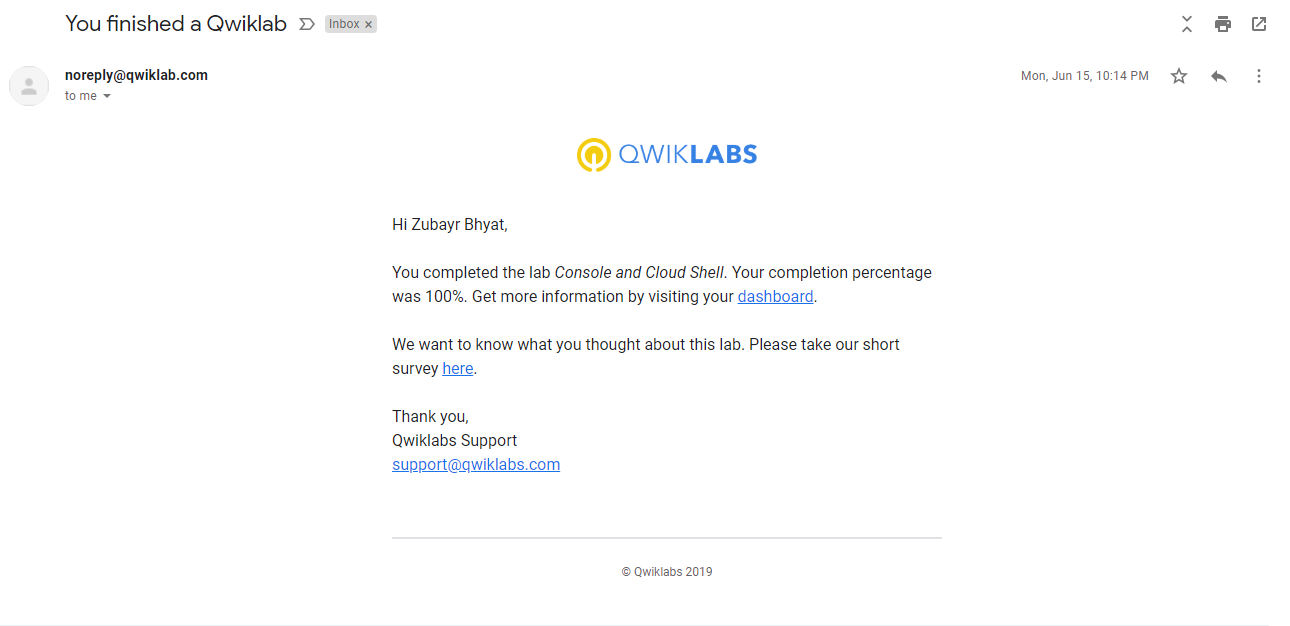 You finished a Qwiklab
Inbox ×
noreply@qwiklab.com
Mon, Jun 15, 10:14 PM
to me
QWIKLABS
Hi Zubayr Bhyat,
You completed the lab Console and Cloud Shell. Your completion percentage
was 100%. Get more information by visiting your dashboard.
We want to know what you thought about this lab. Please take our short
survey here.
Thank you,
Qwiklabs Support
support@qwiklabs.com
© Qwiklabs 2019